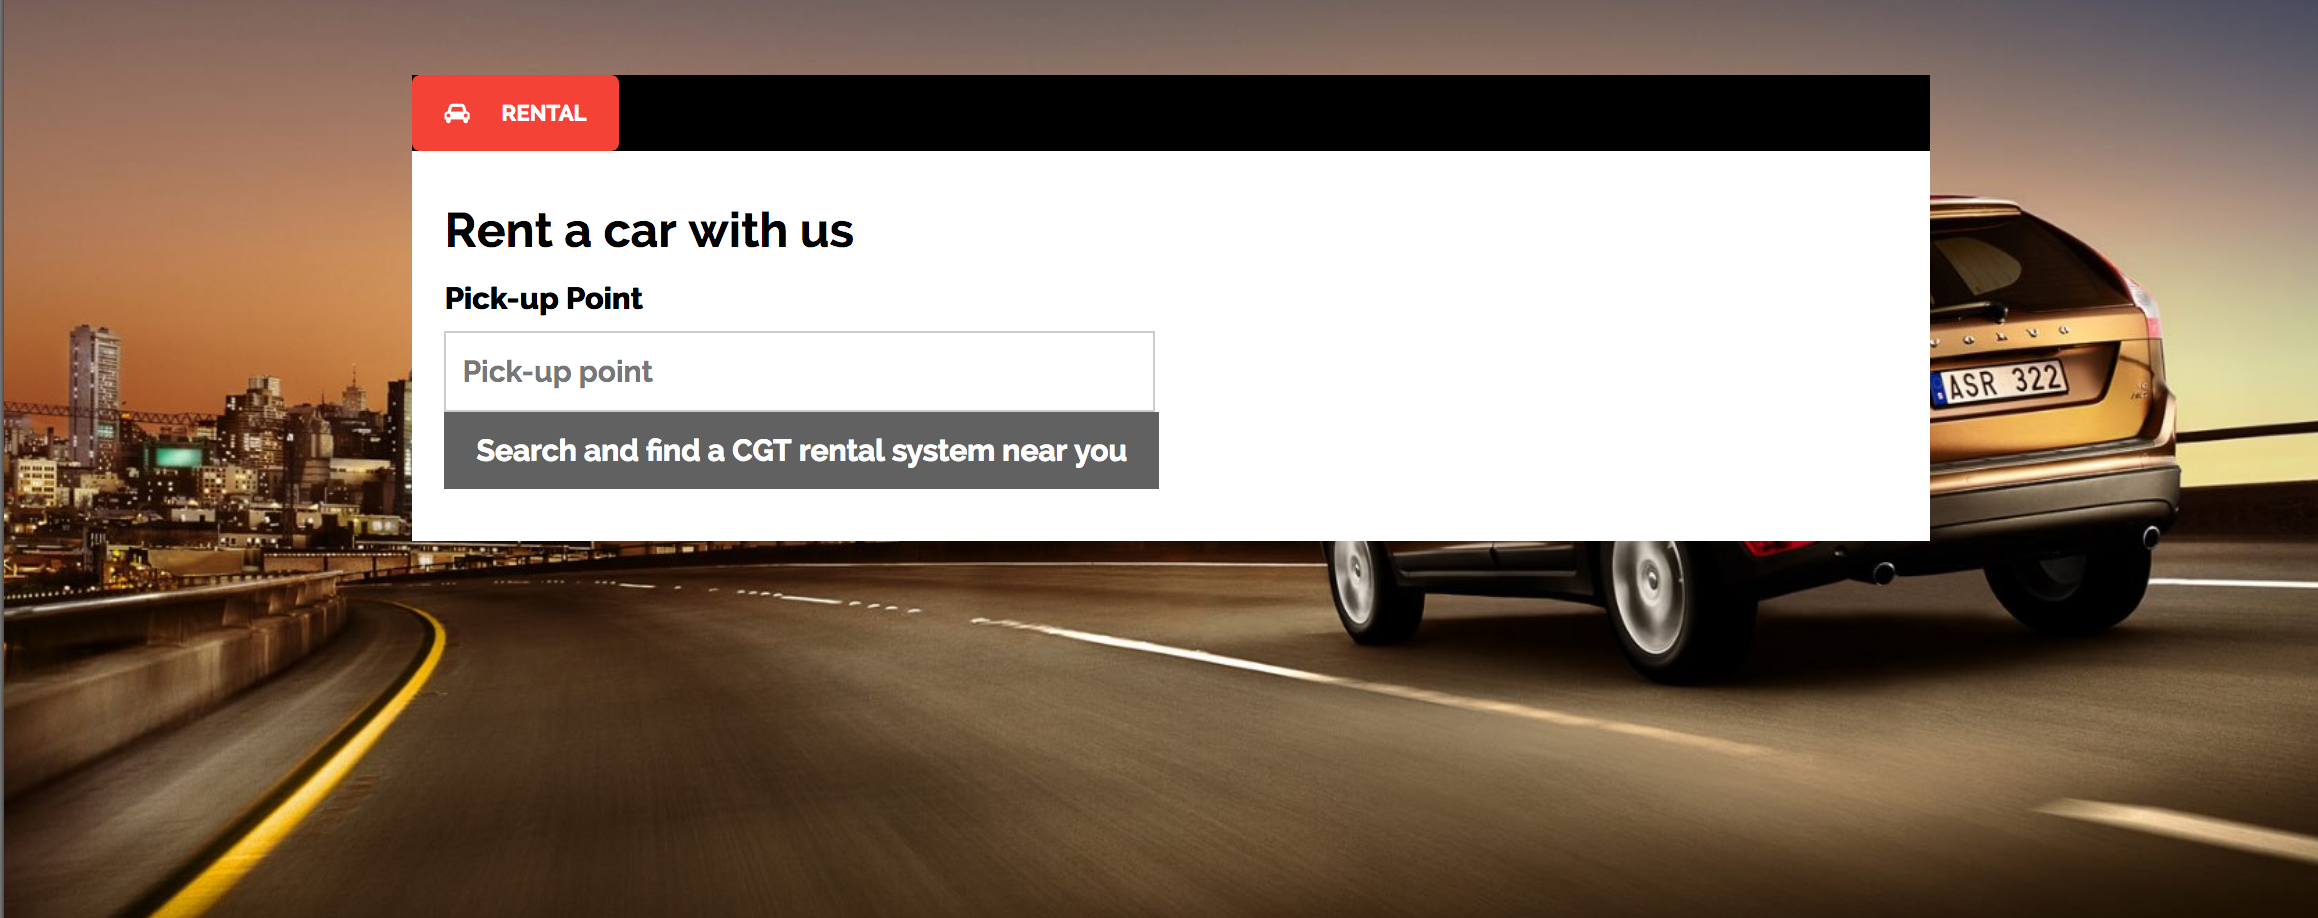 RENTAL
Rent a car with us
Pick-up Point
Pick-up point
Search and find a CGT rental system near you
VOLVO
ASR 322